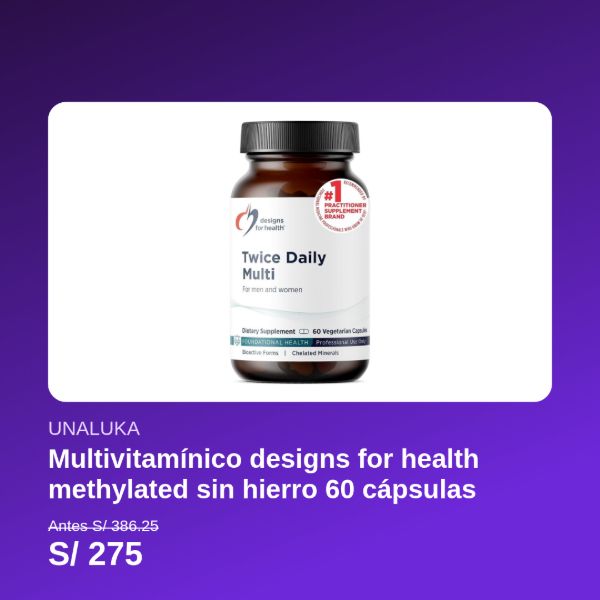 designs
for health
#1
PRACTITIONER
SUPPLEMENT
BRAND
Twice Daily
Multi
For men and women
Dietary Supplement 60 Vegetarian Capsules
FOUNDATIONAL HEALTH Professional Use Only
Bioactive Forms | Chelated Minerals
UNALUKA
Multivitamínico designs for health
methylated sin hierro 60 cápsulas
Antes S/ 386.25
S/ 275